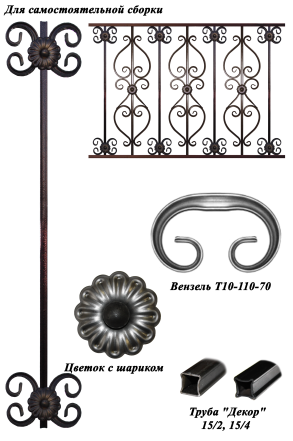 Для самостоятельной сборки
Вензель Т10-110-70
Цветок с шариком
Труба "Декор"
15/2, 15/4